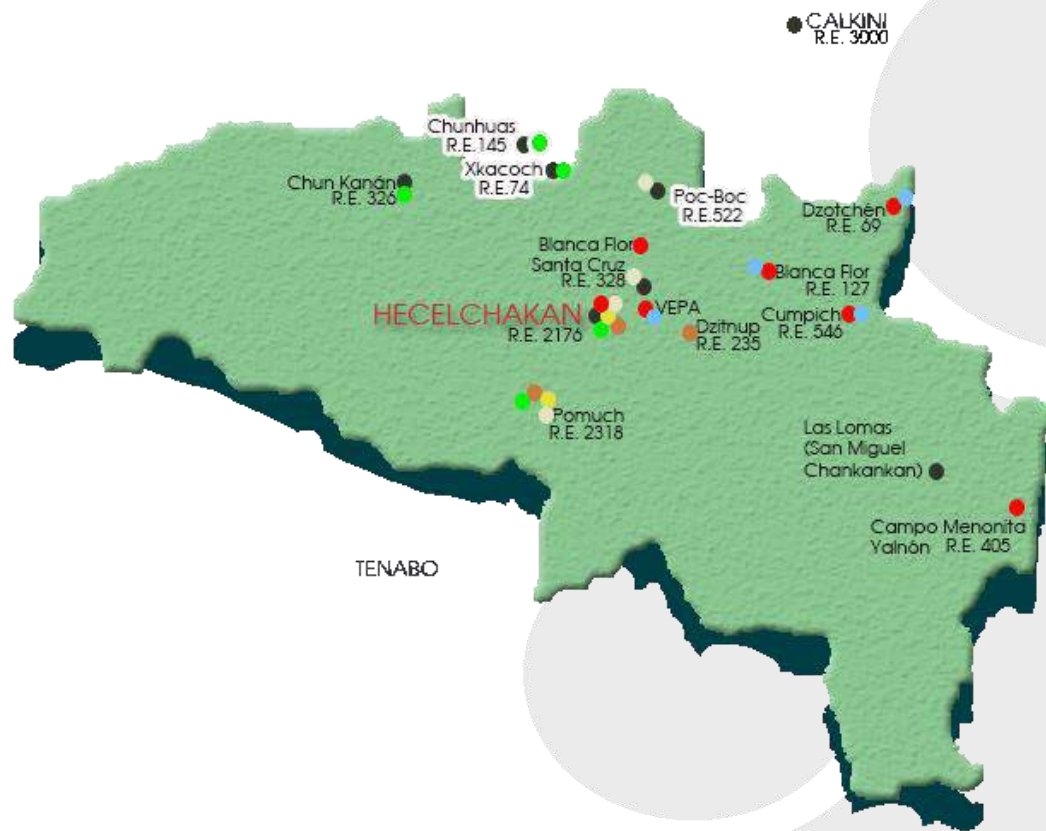 CALKINI
R.E. 3000
Chunhuas
R.E.145
Xkacoch
R.E.74
Chun Kanán
R.E. 326
Poc-Boc
R.E.522
Dzotchén
R.E. 69
Blanca Flor
Santa Cruz
R.E. 328
Blanca Flor
R.E. 127
HECELCHAKAN
R.E. 2176
VEPA
Cumpich
R.E. 546
Dzitnup
R.E. 235
Pomuch
R.E. 2318
Las Lomas
(San Miguel
Chankankan)
Campo Menonita
Yalnón R.E. 405
TENABO